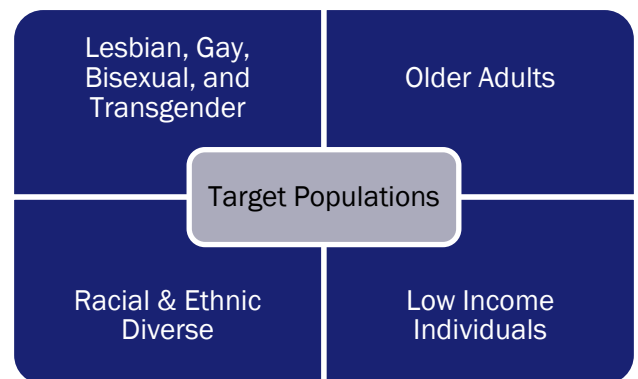 Lesbian, Gay,
Bisexual, and
Transgender
Older Adults
Target Populations
Racial & Ethnic
Diverse
Low Income
Individuals